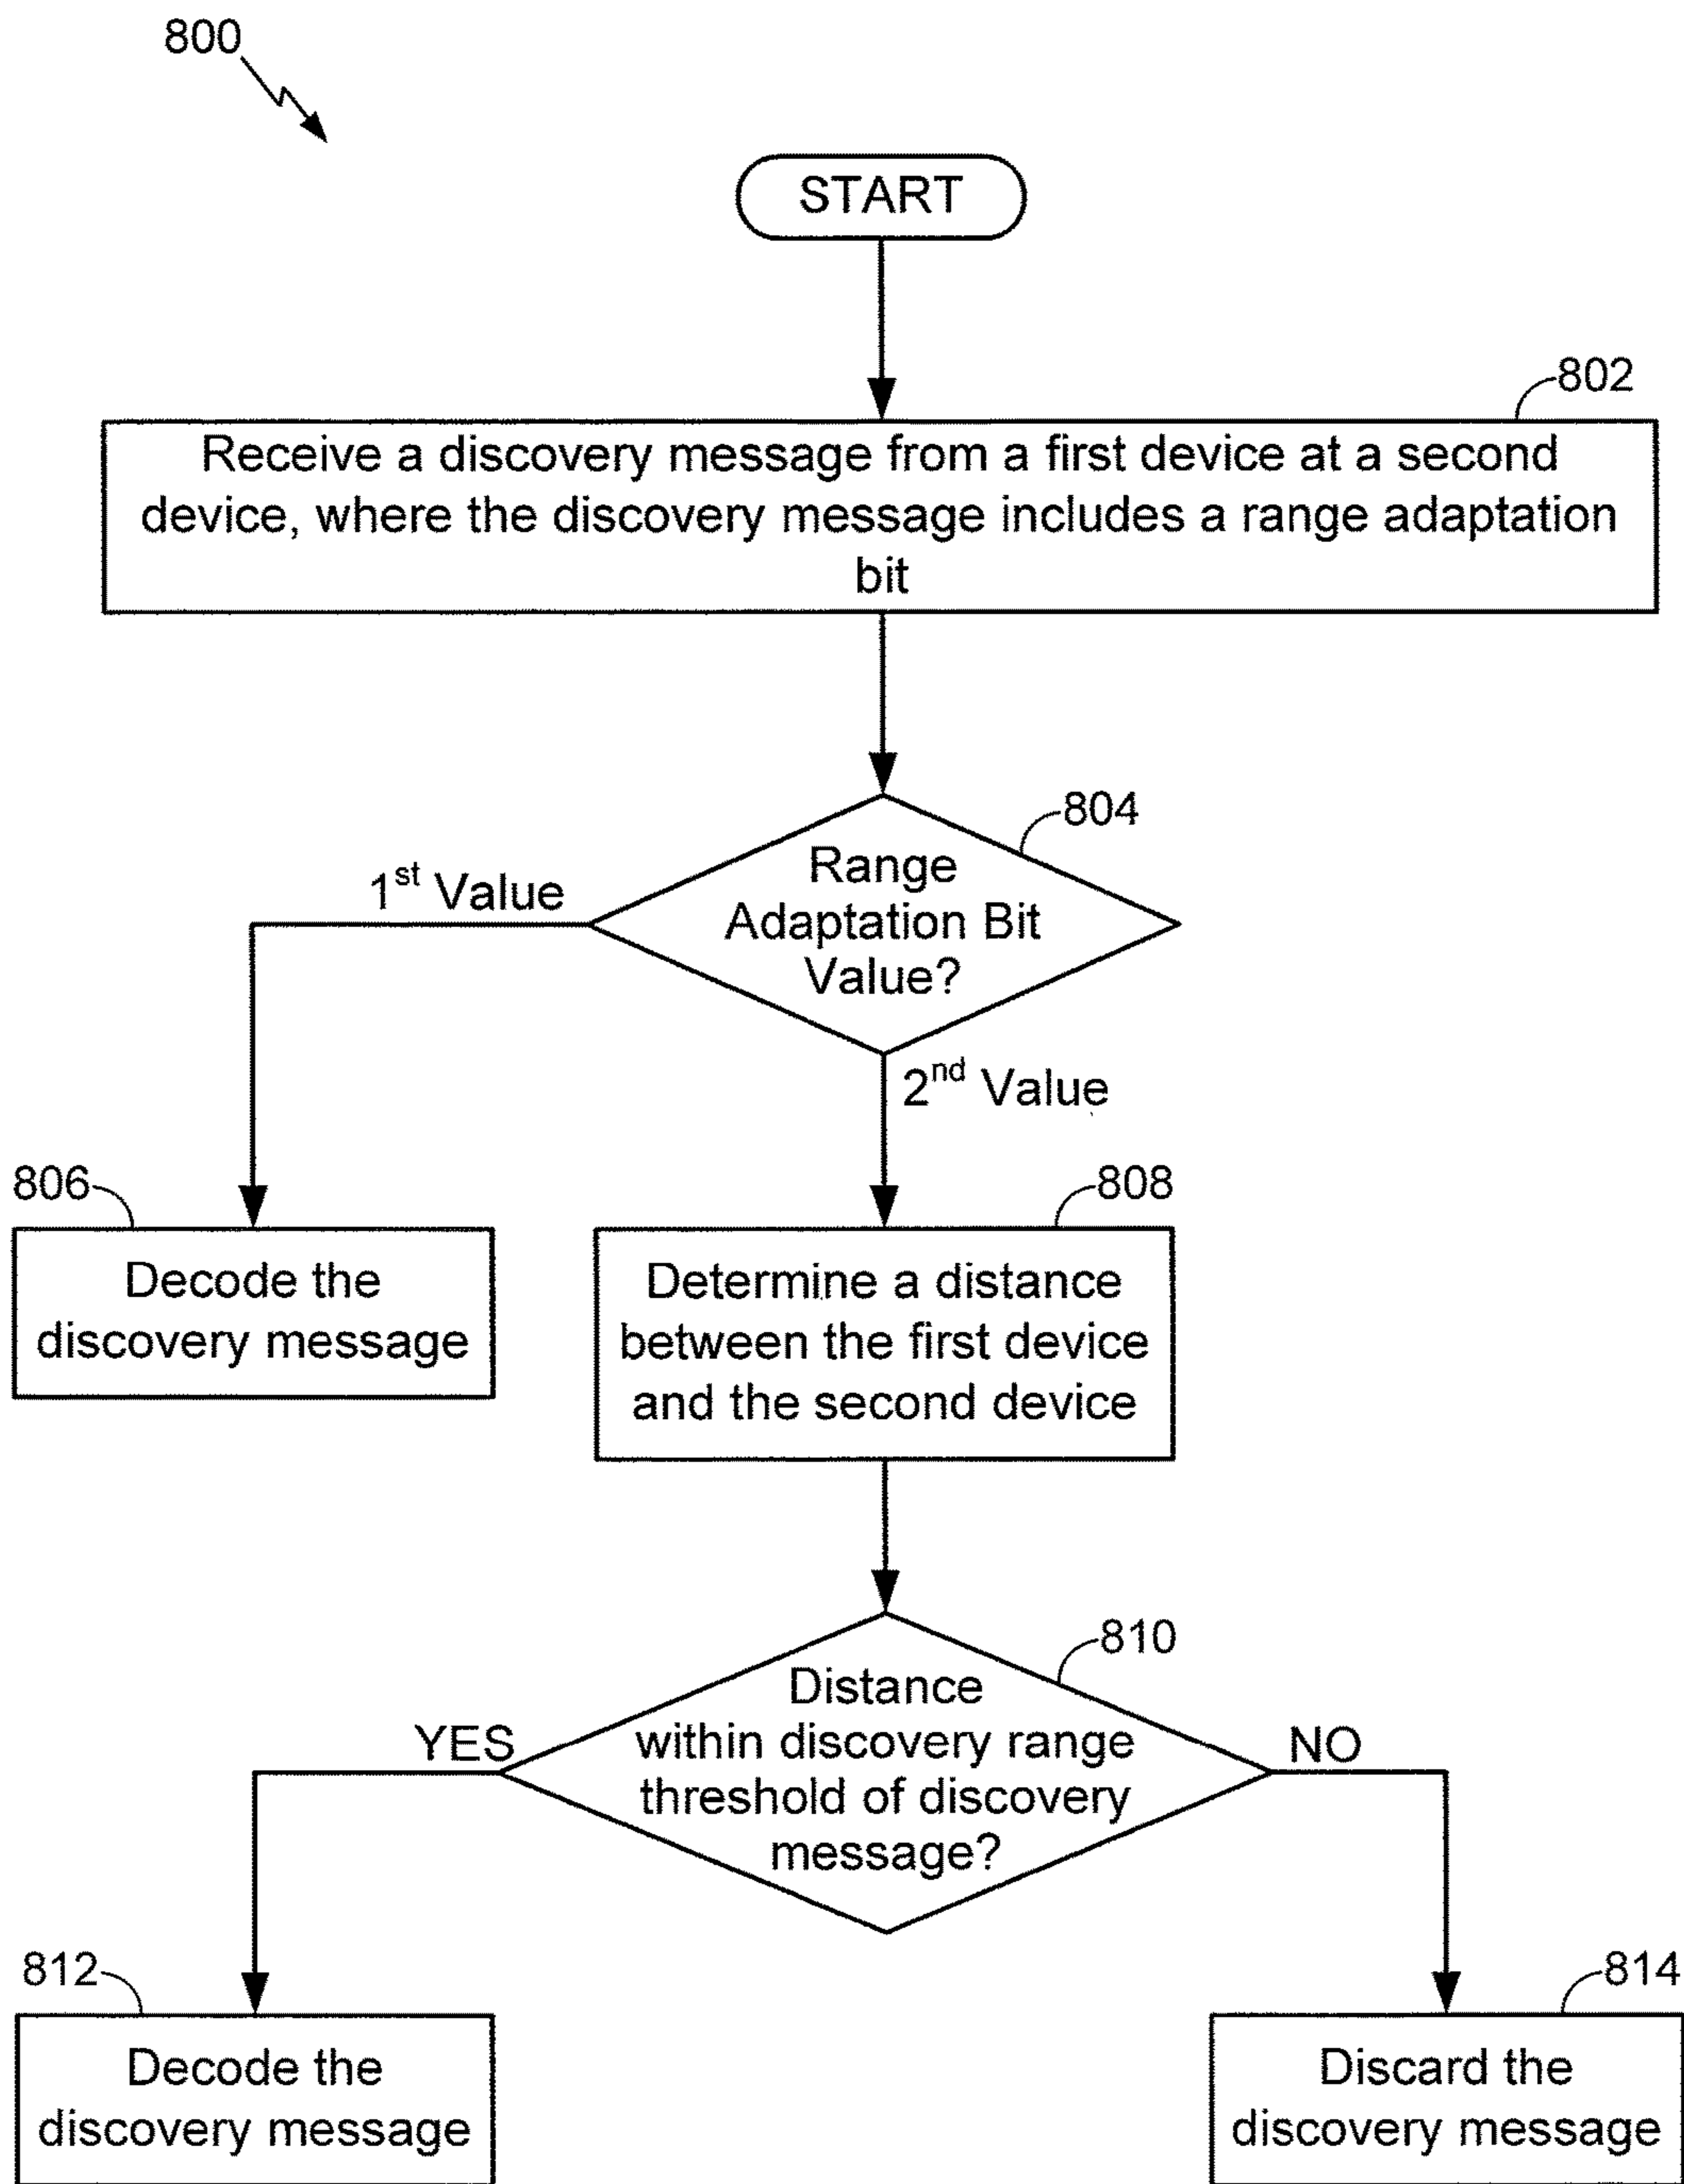 800
START
802
Receive a discovery message from a first device at a second
device, where the discovery message includes a range adaptation
bit
804
Range
Adaptation Bit
Value?
1st Value
2nd Value
806
Decode the
discovery message
808
Determine a distance
between the first device
and the second device
810
Distance
within discovery range
threshold of discovery
message?
YES
NO
812
Decode the
discovery message
814
Discard the
discovery message